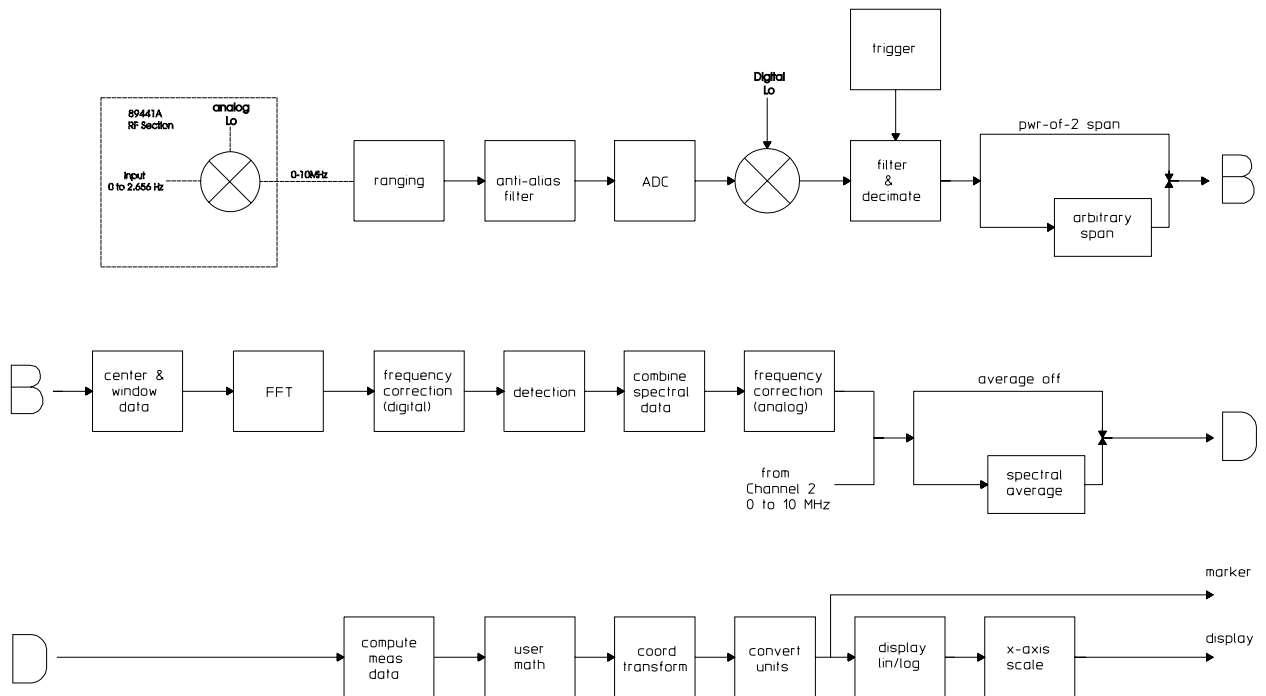 trigger
Digital
Lo
89441A
RF Section
analog
Lo
input
0 to 2.656 Hz
0-10MHz
ranging
anti-alias
filter
ADC
filter
&
decimate
pwr-of-2 span
arbitrary
span
B
B
center &
window
data
FFT
frequency
correction
(digital)
detection
combine
spectral
data
frequency
correction
(analog)
from
Channel 2
0 to 10 MHz
average off
spectral
average
D
D
compute
meas
data
user
math
coord
transform
convert
units
display
lin/log
x-axis
scale
marker
display